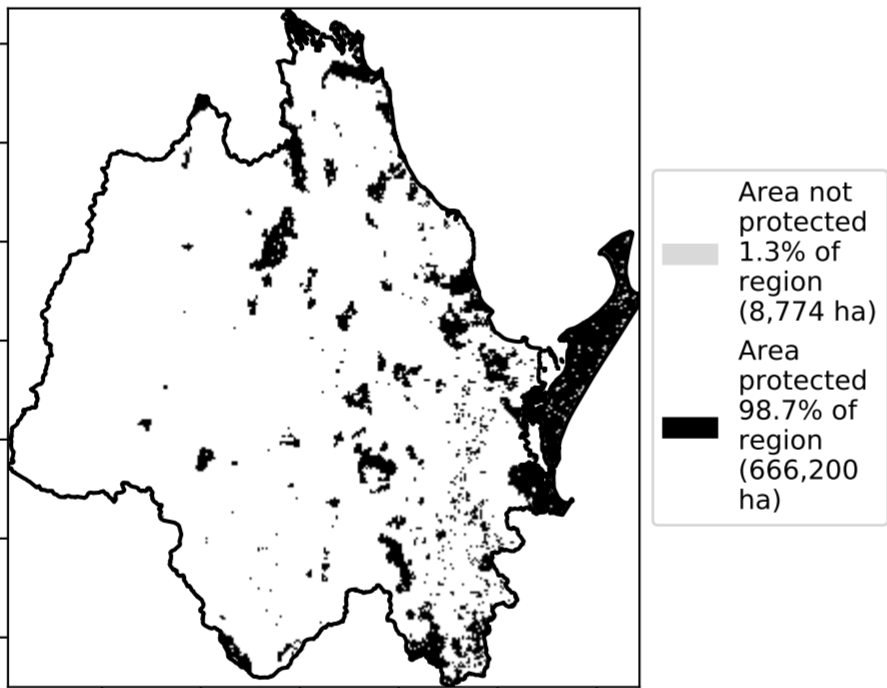 Area not
protected
1.3% of
region
(8,774 ha)
Area
protected
98.7% of
region
(666,200
ha)